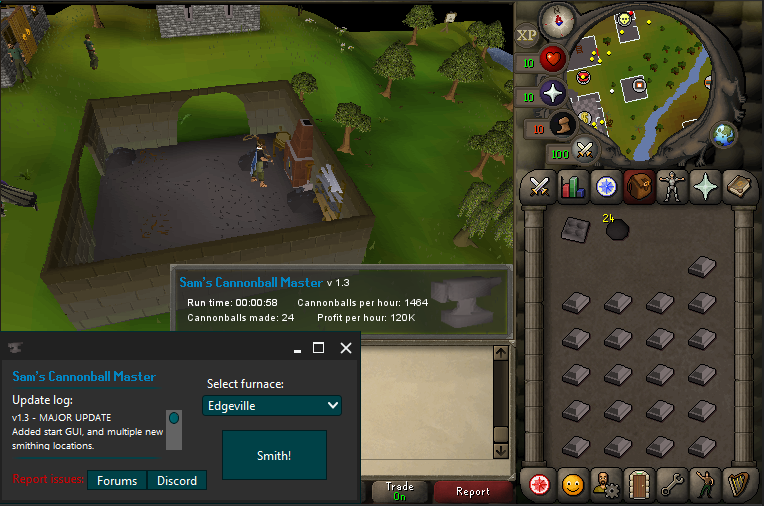 XP
10
10
10
100
24
Sam's Cannonball Master v 1.3
Run time: 00:00:58 Cannonballs per hour: 1464
Cannonballs made: 24 Profit per hour: 120K
Sam's Cannonball Master
Update log:
v1.3 - MAJOR UPDATE
Added start GUI, and multiple new
smithing locations.
Report issues:
Forums
Discord
Select furnace:
Edgeville
Smith!
Trade
On
Report